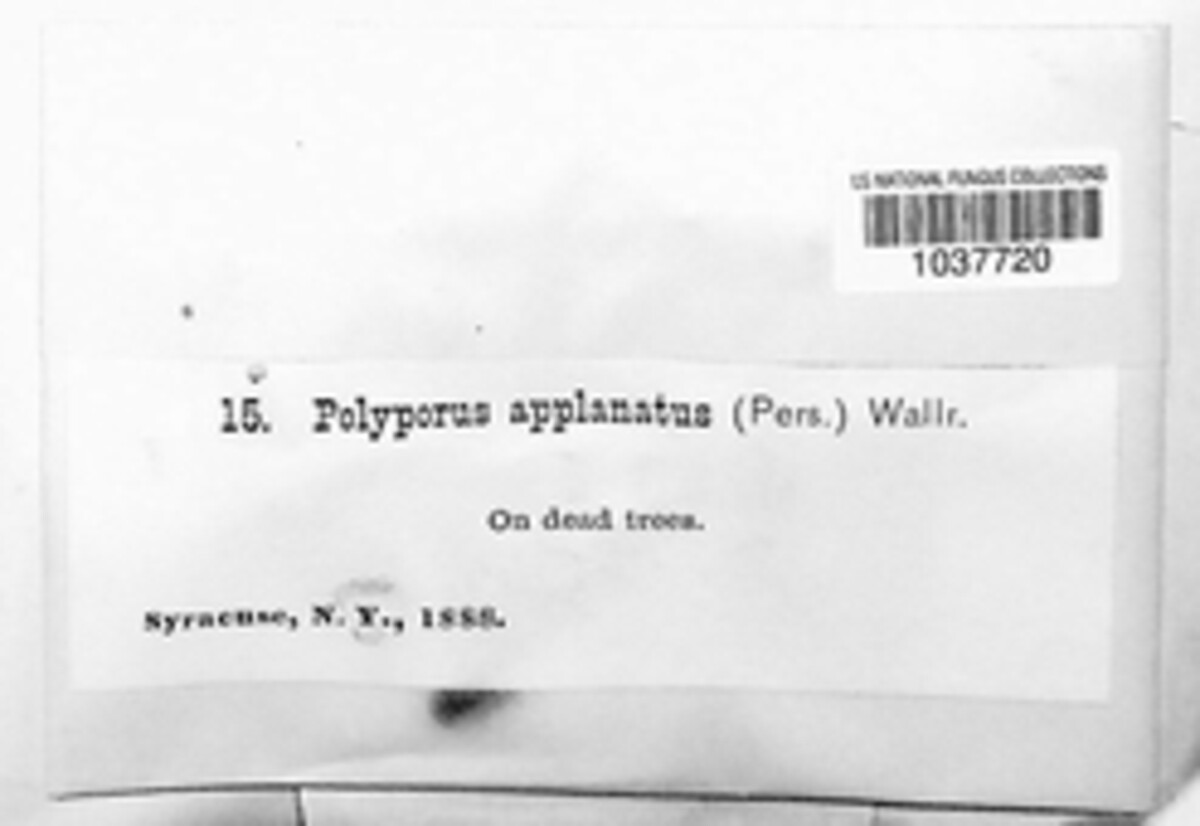 US NATIONAL FUNGUS COLLECTIONS
1037720
15. Polyporus applanatus (Pers.) Wallr.
On dead trees.
Syracuse, N. Y., 1888.